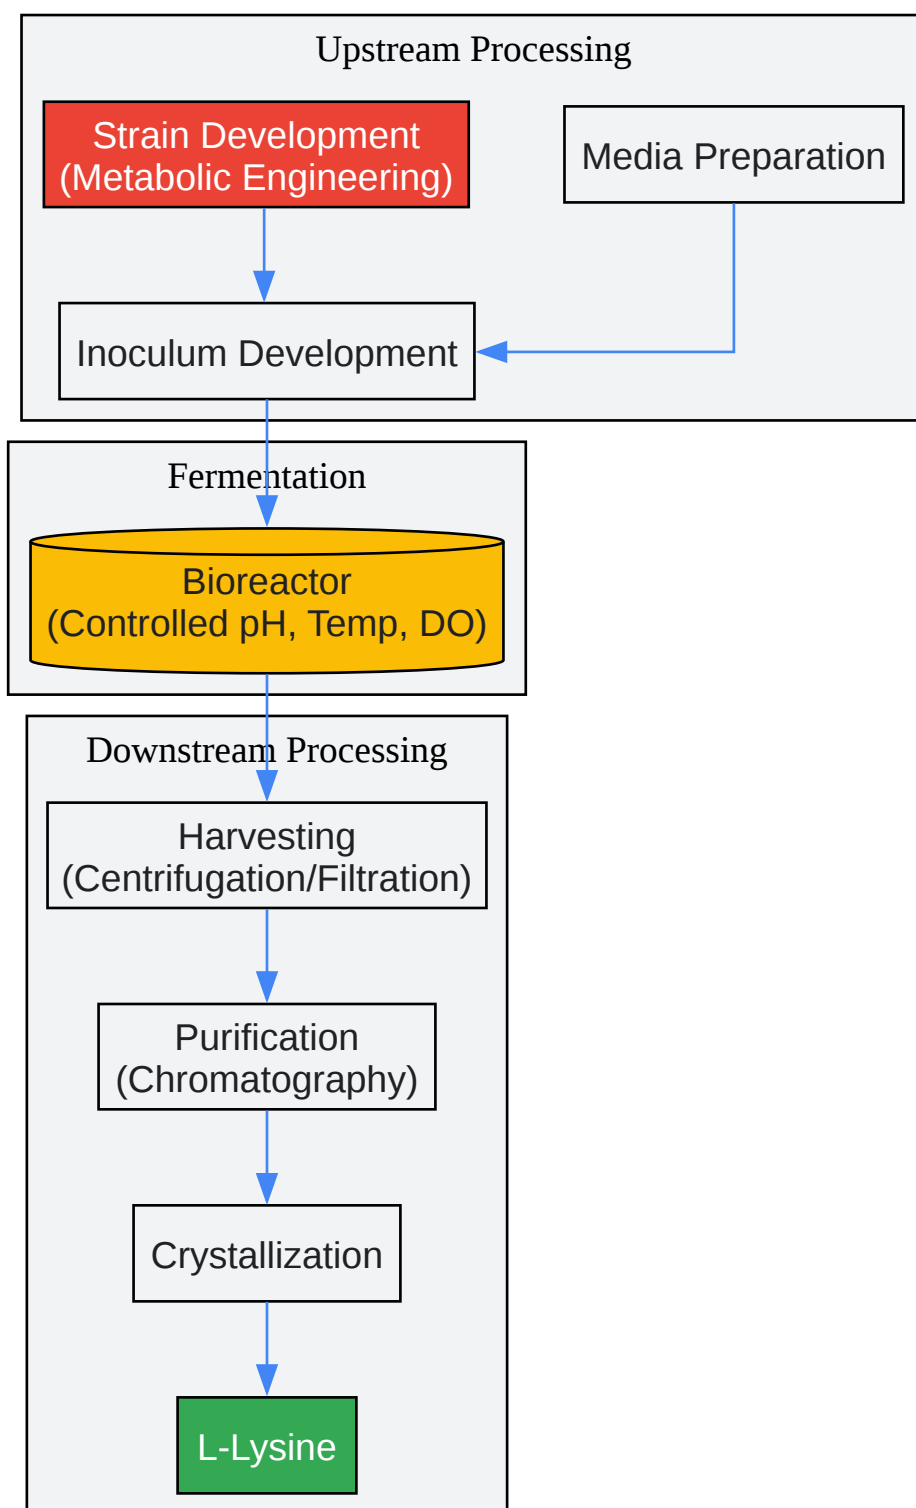 Upstream Processing
Strain Development
(Metabolic Engineering)
Media Preparation
Inoculum Development
Fermentation
Bioreactor
(Controlled pH, Temp, DO)
Downstream Processing
Harvesting
(Centrifugation/Filtration)
Purification
(Chromatography)
Crystallization
L-Lysine